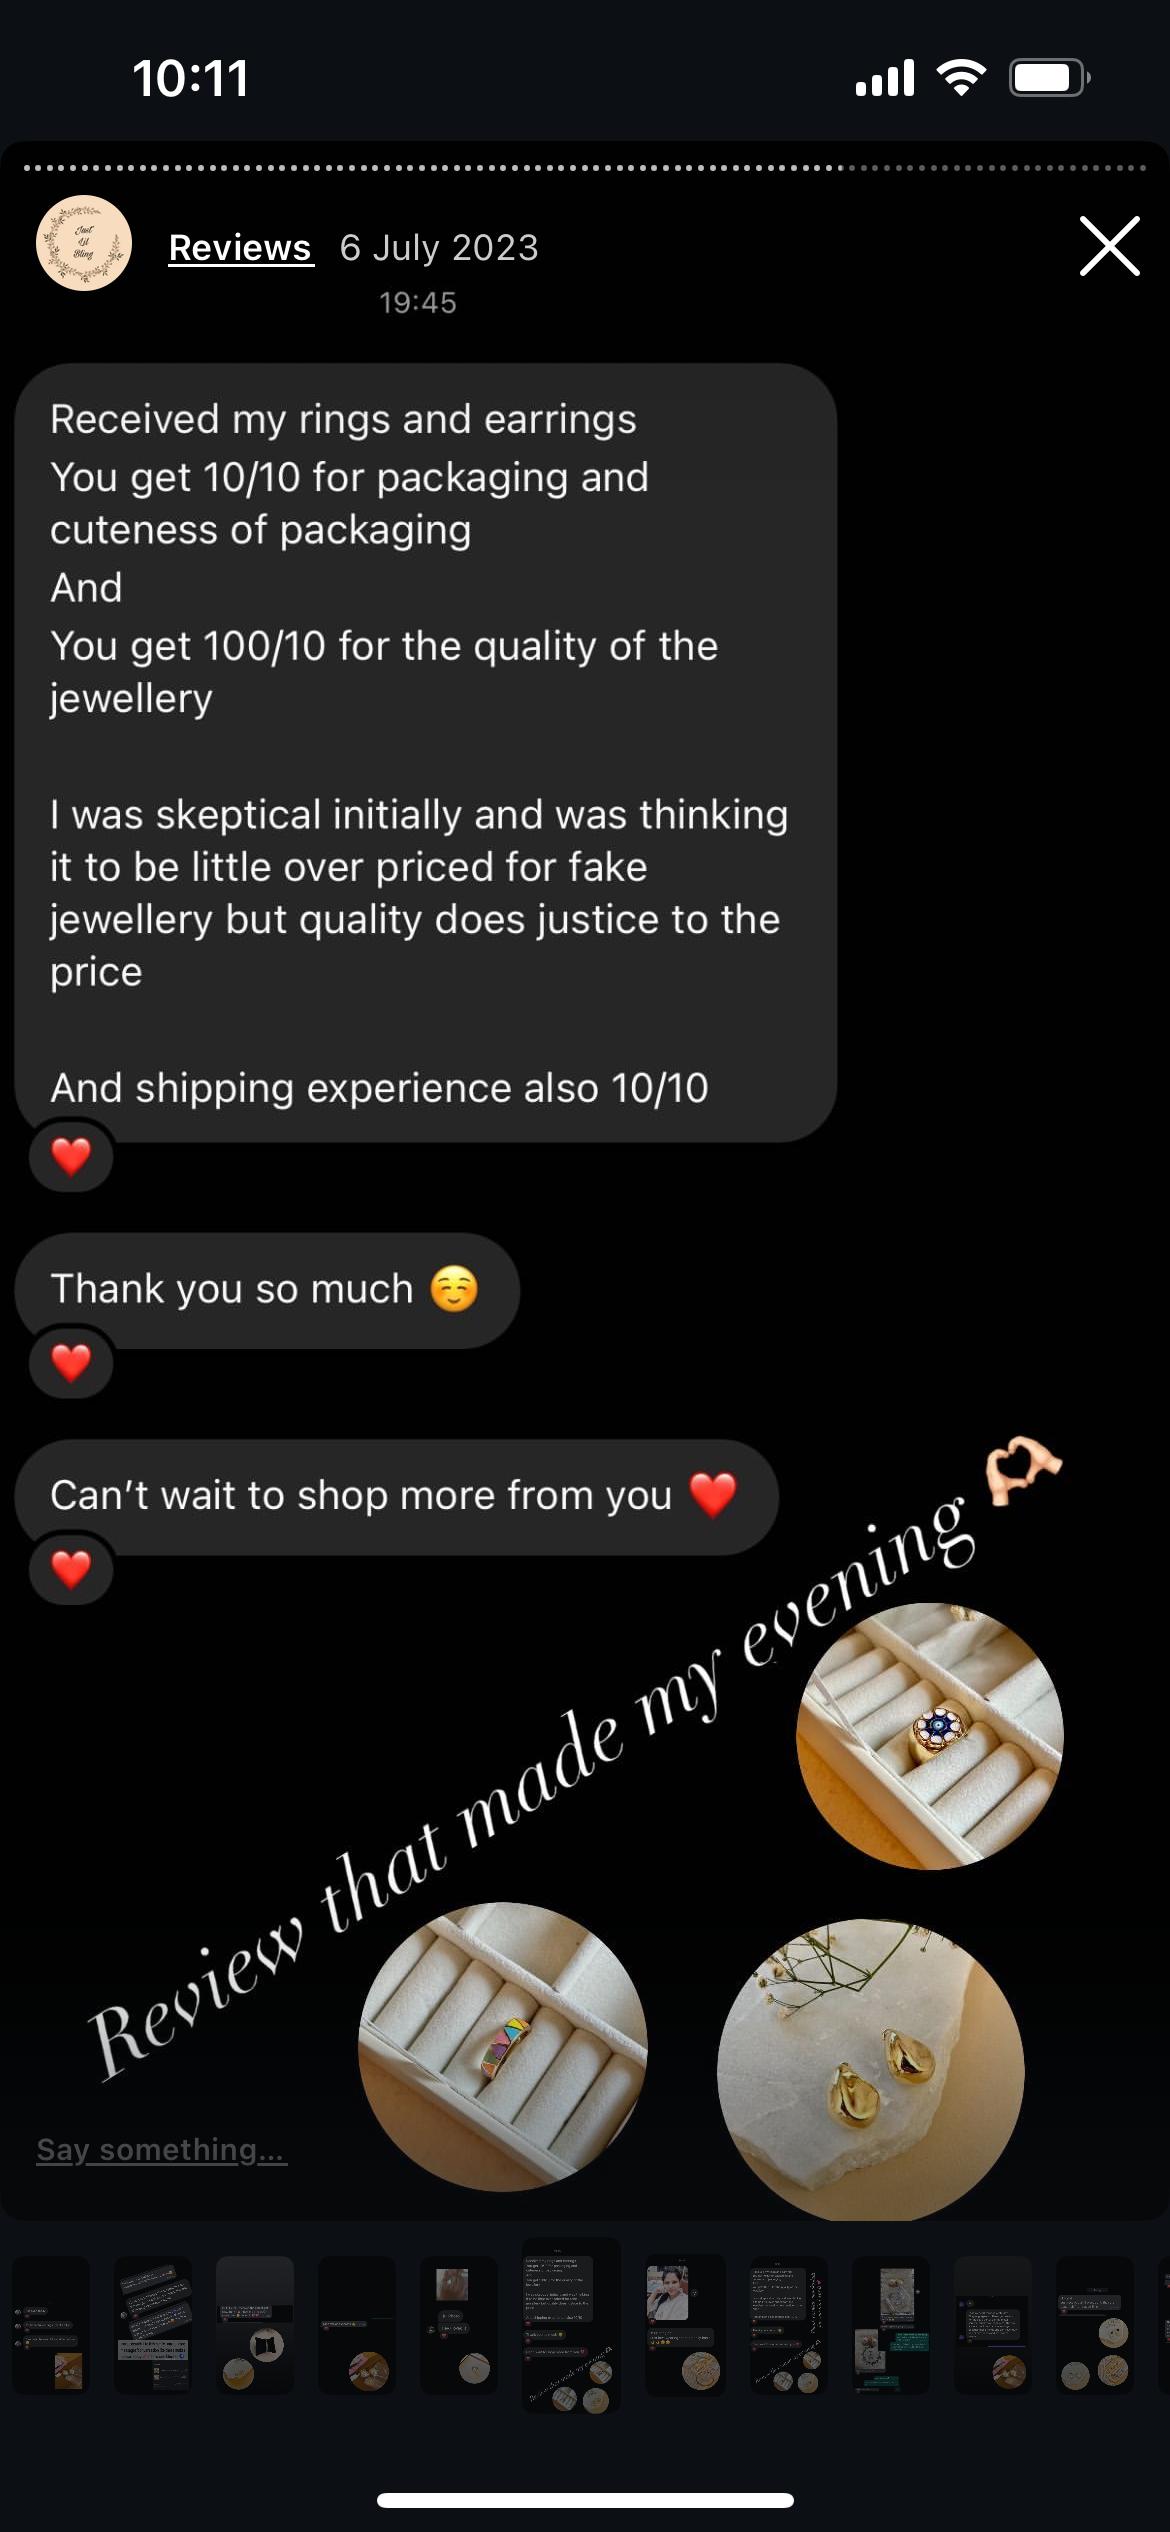 10:11
Just
Lil
Bling
Reviews 6 July 2023
19:45
Received my rings and earrings
You get 10/10 for packaging and
cuteness of packaging
And
You get 100/10 for the quality of the
jewellery
I was skeptical initially and was thinking
it to be little over priced for fake
jewellery but quality does justice to the
price
And shipping experience also 10/10
Thank you so much ☺️
Can’t wait to shop more from you ❤️
Review that made my evening 🫶🏻
Say something...